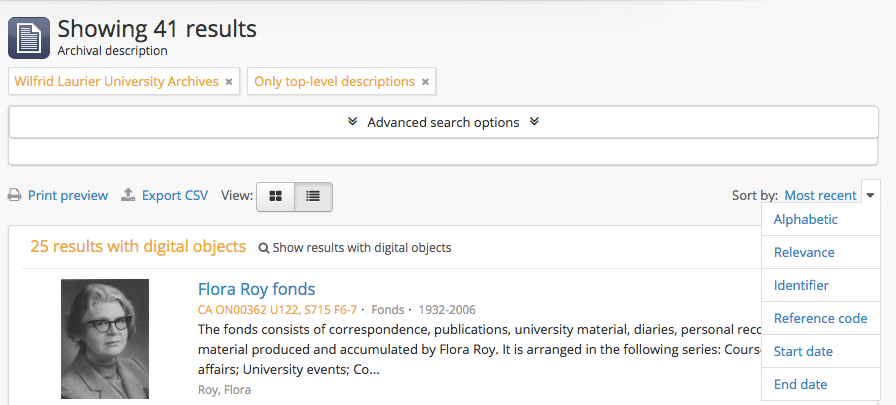 Showing 41 results
Archival description
Wilfrid Laurier University Archives ×
Only top-level descriptions ×
Advanced search options
Print preview
Export CSV
View:
Sort by: Most recent
Alphabetic
Relevance
Identifier
Reference code
Start date
End date
25 results with digital objects
Show results with digital objects
Flora Roy fonds
CA ON00362 U122, S715 F6-7 · Fonds · 1932-2006
The fonds consists of correspondence, publications, university material, diaries, personal
material produced and accumulated by Flora Roy. It is arranged in the following series:
affairs; University events; Co...
Roy, Flora